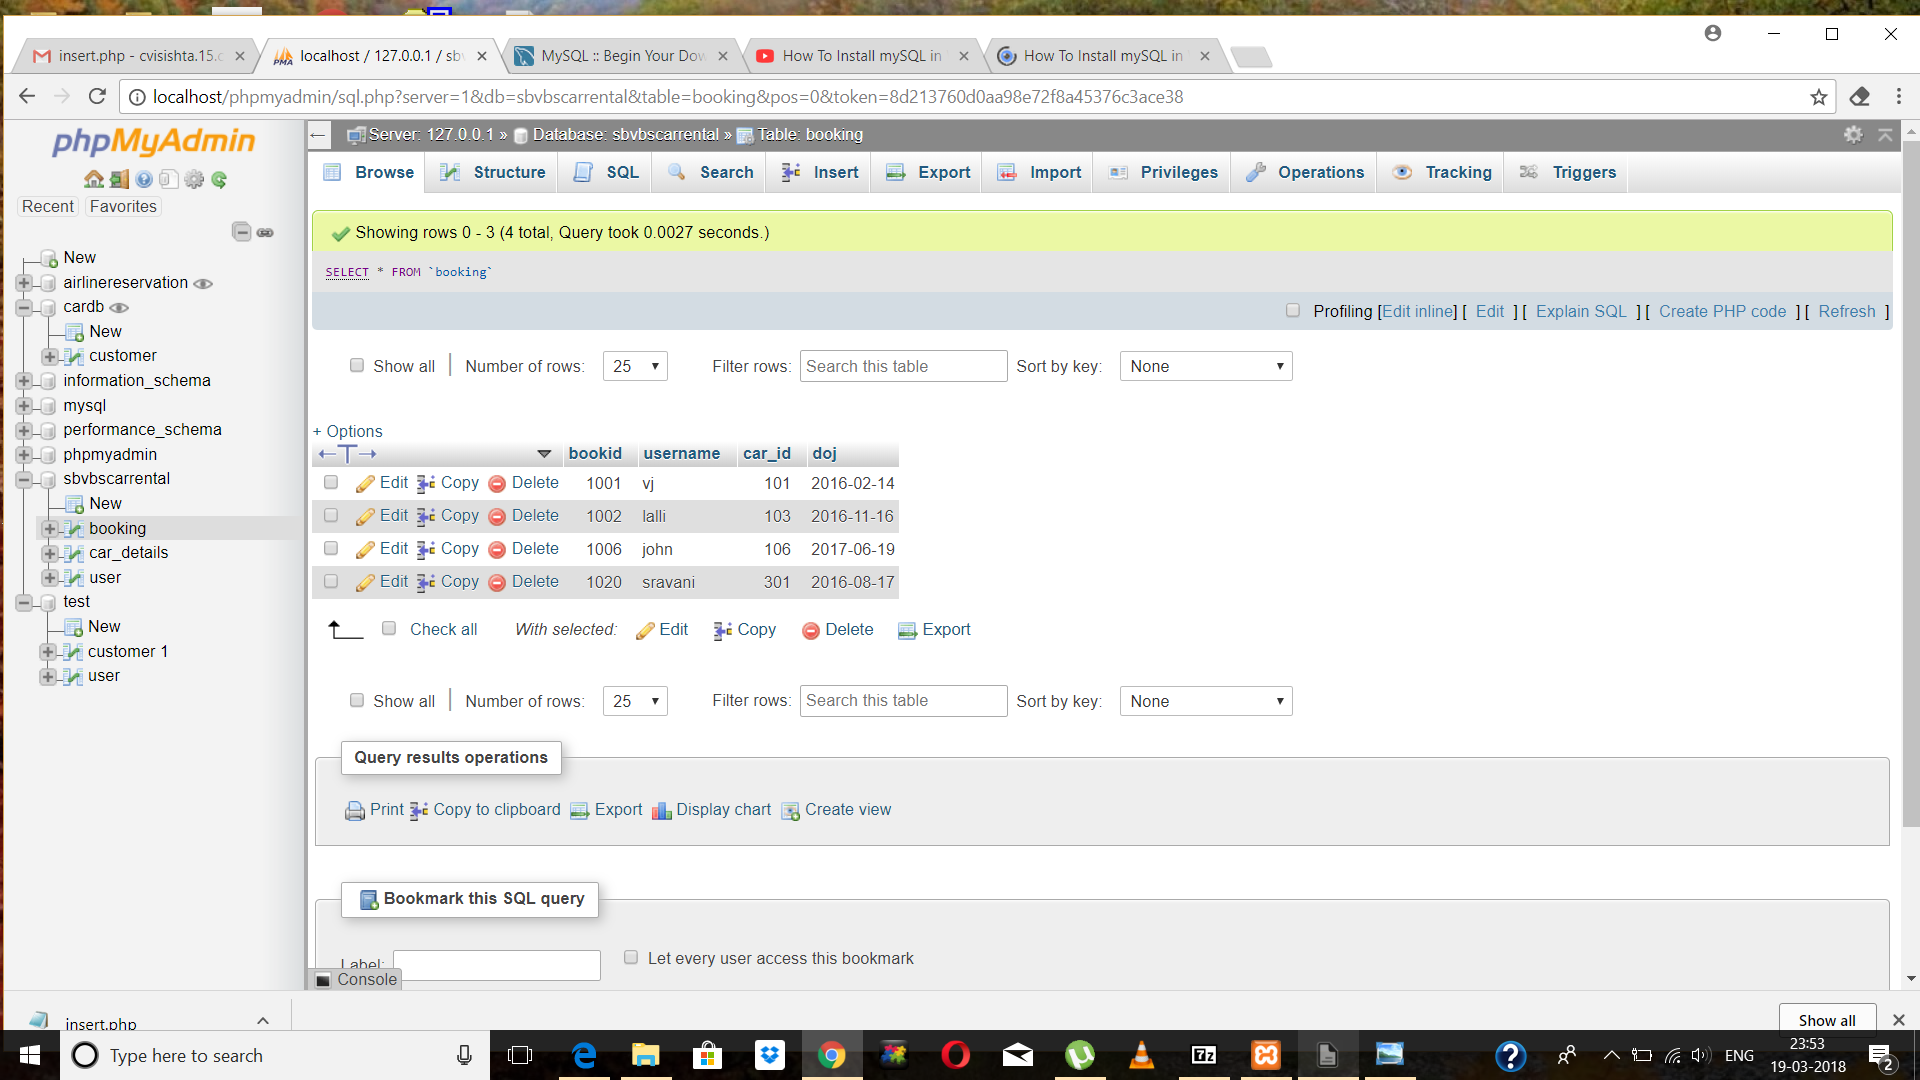 insert.php - cvisishta.15.c
localhost / 127.0.0.1 / sbv
MySQL :: Begin Your Dow
How To Install mySQL in
How To Install mySQL in
localhost/phpmyadmin/sql.php?server=1&db=sbvbscarrental&table=booking&pos=0&token=8d213760d0aa98e72f8a45376c3ace38
phpMyAdmin
Recent Favorites
New
airlinereservation
cardb
New
customer
information_schema
mysql
performance_schema
phpmyadmin
sbvbscarrental
New
booking
car_details
user
test
New
customer 1
user
Server: 127.0.0.1 » Database: sbvbscarrental » Table: booking
Browse Structure SQL Search Insert Export Import Privileges Operations Tracking Triggers
Showing rows 0 - 3 (4 total, Query took 0.0027 seconds.)
SELECT * FROM `booking`
Profiling [Edit inline] [ Edit ] [ Explain SQL ] [ Create PHP code ] [ Refresh ]
Show all | Number of rows: 25 Filter rows: Search this table Sort by key: None
+ Options
bookid username car_id doj
Edit Copy Delete 1001 vj 101 2016-02-14
Edit Copy Delete 1002 lalli 103 2016-11-16
Edit Copy Delete 1006 john 106 2017-06-19
Edit Copy Delete 1020 sravani 301 2016-08-17
Check all With selected: Edit Copy Delete Export
Show all | Number of rows: 25 Filter rows: Search this table Sort by key: None
Query results operations
Print Copy to clipboard Export Display chart Create view
Bookmark this SQL query
Label: Let every user access this bookmark
Console
insert.php
Show all
Type here to search
7z
ENG
23:53
19-03-2018
2